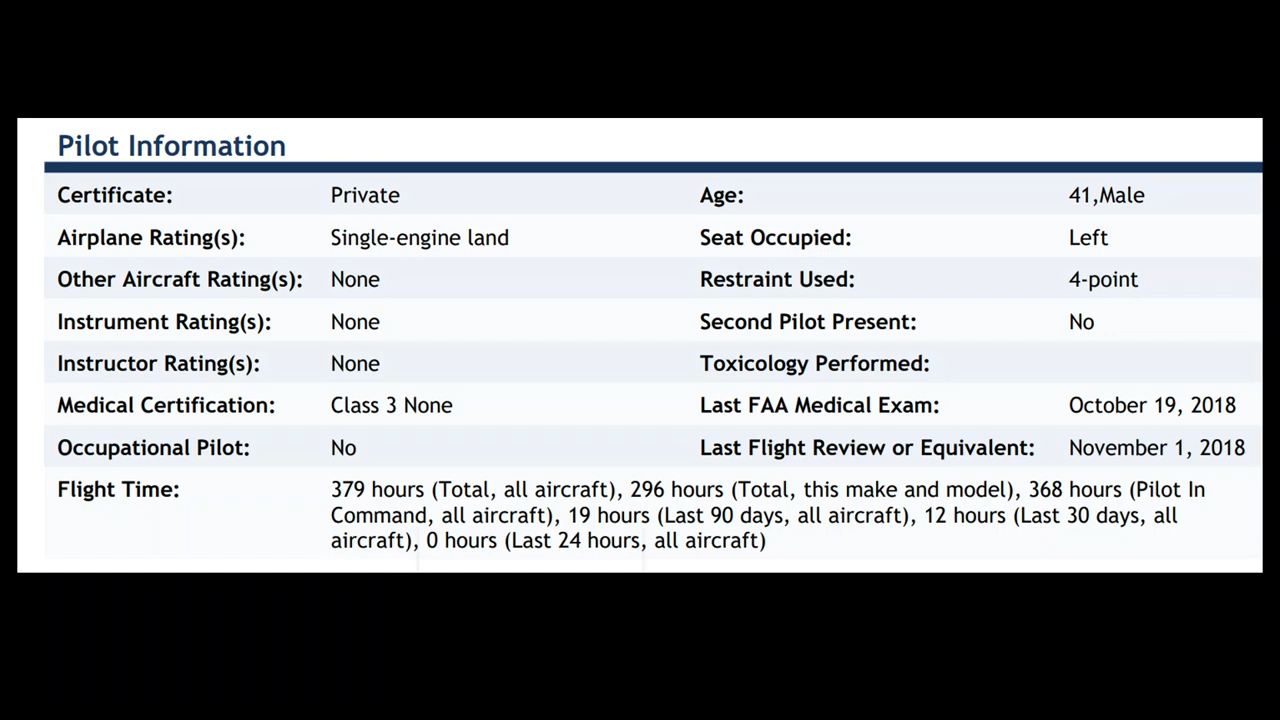 Pilot Information
Certificate: Private Age: 41,Male
Airplane Rating(s): Single-engine land Seat Occupied: Left
Other Aircraft Rating(s): None Restraint Used: 4-point
Instrument Rating(s): None Second Pilot Present: No
Instructor Rating(s): None Toxicology Performed:
Medical Certification: Class 3 None Last FAA Medical Exam: October 19, 2018
Occupational Pilot: No Last Flight Review or Equivalent: November 1, 2018
Flight Time: 379 hours (Total, all aircraft), 296 hours (Total, this make and model), 368 hours (Pilot In
Command, all aircraft), 19 hours (Last 90 days, all aircraft), 12 hours (Last 30 days, all
aircraft), 0 hours (Last 24 hours, all aircraft)